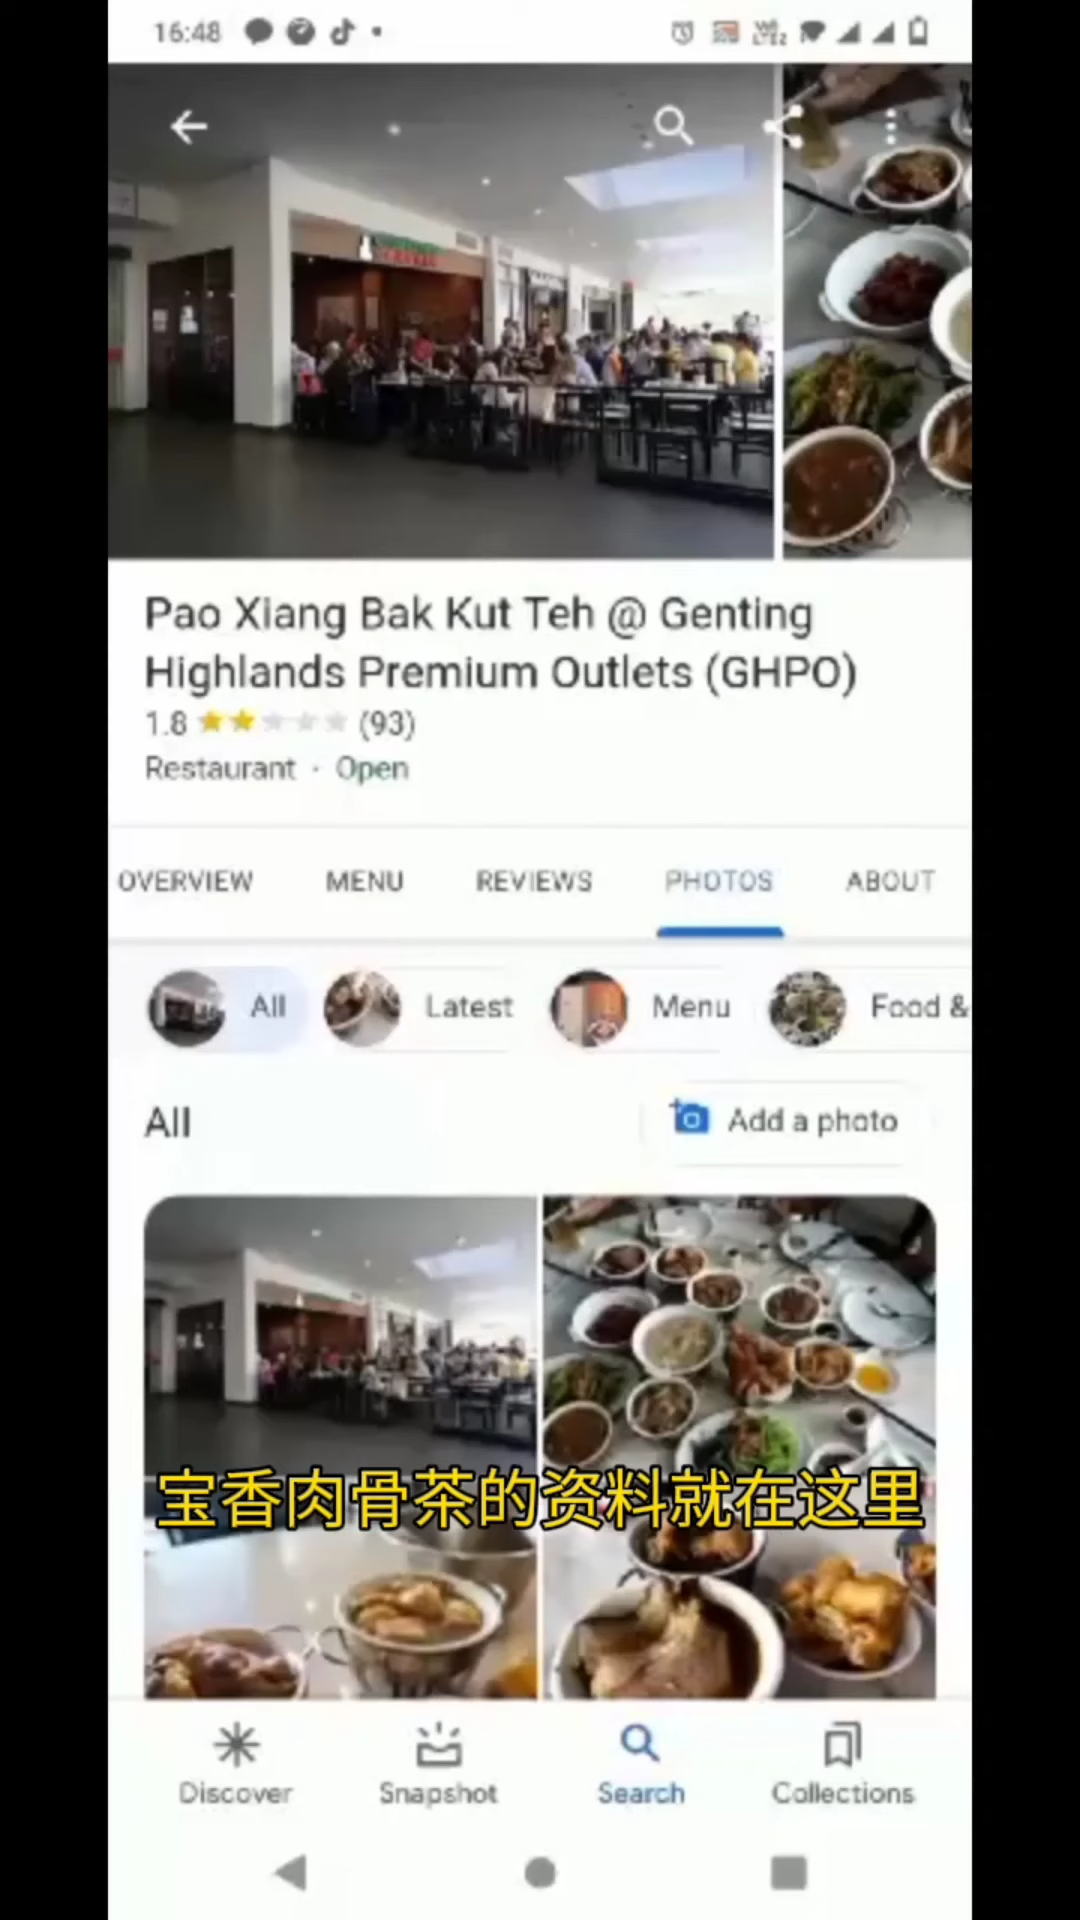 16:48
Pao Xiang Bak Kut Teh @ Genting
Highlands Premium Outlets (GHPO)
1.8 (93)
Restaurant · Open
OVERVIEW MENU REVIEWS PHOTOS ABOUT
All Latest Menu Food &
All
Add a photo
宝香肉骨茶的资料就在这里
Discover Snapshot Search Collections